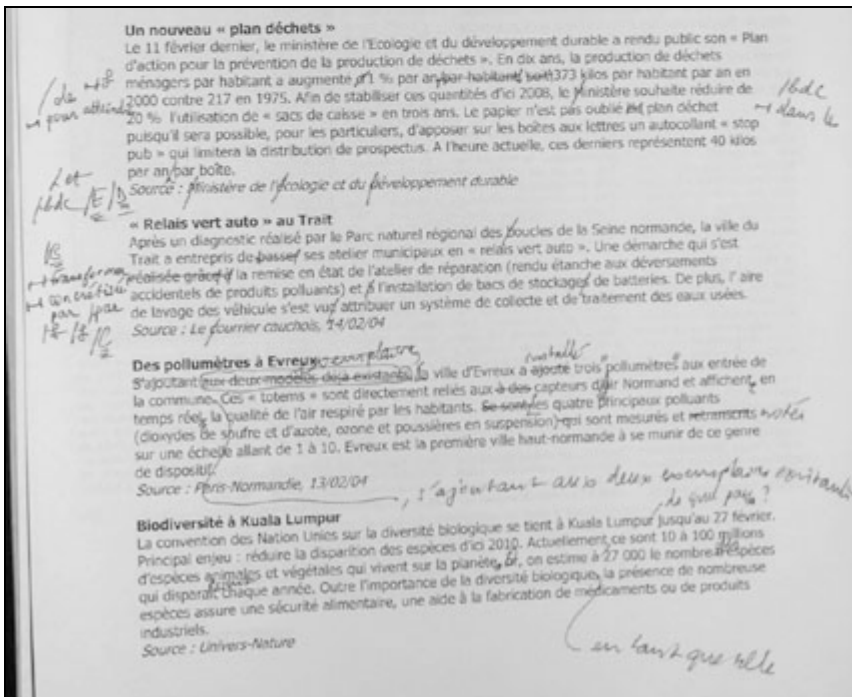 Un nouveau « plan déchets »
Le 11 février dernier, le ministère de l'Ecologie et du développement durable a rendu public son « Plan
d'action pour la prévention de la production de déchets ». En dix ans, la production de déchets
ménagers par habitant a augmenté 1 % par an par habitant soit 373 kilos par habitant par an en
2000 contre 217 en 1975. Afin de stabiliser ces quantités d'ici 2008, le ministère souhaite réduire de
20 % l'utilisation de « sacs de caisse » en trois ans. Le papier n'est pas oublié plan déchet
puisqu'il sera possible, pour les particuliers, d'apposer sur les boîtes aux lettres un autocollant « stop
pub » qui limitera la distribution de prospectus. A l'heure actuelle, ces derniers représentent 40 kilos
par an/par boîte.
Source : Ministère de l'écologie et du développement durable
/ de
pour atteindre
/bdc
dans le
/et
/bdc /E /D
« Relais vert auto » au Trait
Après un diagnostic réalisé par le Parc naturel régional des boucles de la Seine normande, la ville du
Trait a entrepris de passer ses atelier municipaux en « relais vert auto ». Une démarche qui s'est
réalisée grâce à la remise en état de l'atelier de réparation (rendu étanche aux déversements
accidentels de produits polluants) et à l'installation de bacs de stockage de batteries. De plus, l' aire
de lavage des véhicule s'est vu attribuer un système de collecte et de traitement des eaux usées.
Source : Le courrier cauchois, 14/02/04
transformer
concrétisée
par /par
Des pollumètres à Evreux
exemplaires
installé
S'ajoutant aux deux modèles déjà existants, la ville d'Evreux a ajouté trois "pollumètres" aux entrée de
la commune. Ces « totems » sont directement reliés aux à des capteurs d'air Normand et affichent, en
temps réel, la qualité de l'air respiré par les habitants. Ce sont les quatre principaux polluants
(dioxydes de soufre et d'azote, ozone et poussières en suspension) qui sont mesurés et retranscrits notés
sur une échelle allant de 1 à 10. Evreux est la première ville haut-normande à se munir de ce genre
de dispositif.
Source : Paris-Normandie, 13/02/04
, s'ajoutant aux deux exemplaires existants
de quel pays ?
Biodiversité à Kuala Lumpur
La convention des Nation Unies sur la diversité biologique se tient à Kuala Lumpur jusqu'au 27 février.
Principal enjeu : réduire la disparition des espèces d'ici 2010. Actuellement ce sont 10 à 100 millions
d'espèces animales et végétales qui vivent sur la planète, on estime à 27 000 le nombre d'espèces
qui disparaît chaque année. Outre l'importance de la diversité biologique, la présence de nombreuse
espèces assure une sécurité alimentaire, une aide à la fabrication de médicaments ou de produits
industriels.
Source : Univers-Nature
en tant que telle